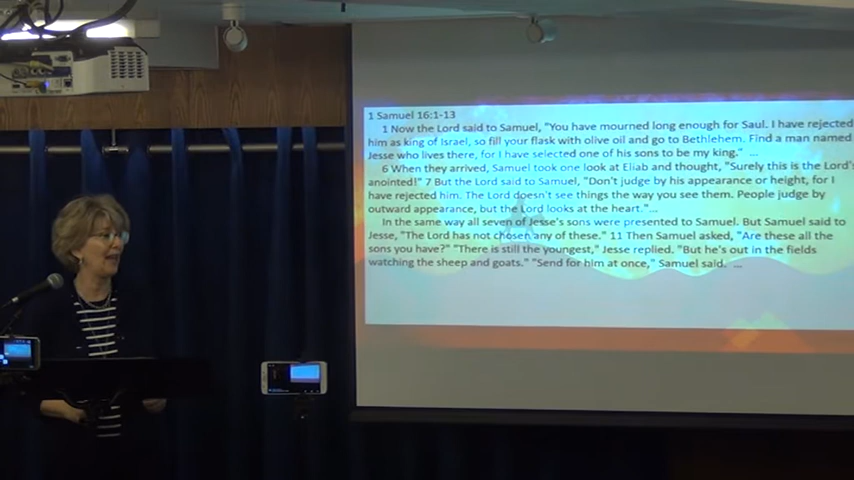 1 Samuel 16:1-13
1 Now the Lord said to Samuel, "You have mourned long enough for Saul. I have rejected
him as king of Israel, so fill your flask with olive oil and go to Bethlehem. Find a man named
Jesse who lives there, for I have selected one of his sons to be my king." ...
6 When they arrived, Samuel took one look at Eliab and thought, "Surely this is the Lord's
anointed!" 7 But the Lord said to Samuel, "Don't judge by his appearance or height, for I
have rejected him. The Lord doesn't see things the way you see them. People judge by
outward appearance, but the Lord looks at the heart."...
In the same way all seven of Jesse's sons were presented to Samuel. But Samuel said to
Jesse, "The Lord has not chosen any of these." 11 Then Samuel asked, "Are these all the
sons you have?" "There is still the youngest," Jesse replied. "But he's out in the fields
watching the sheep and goats." "Send for him at once," Samuel said. ...